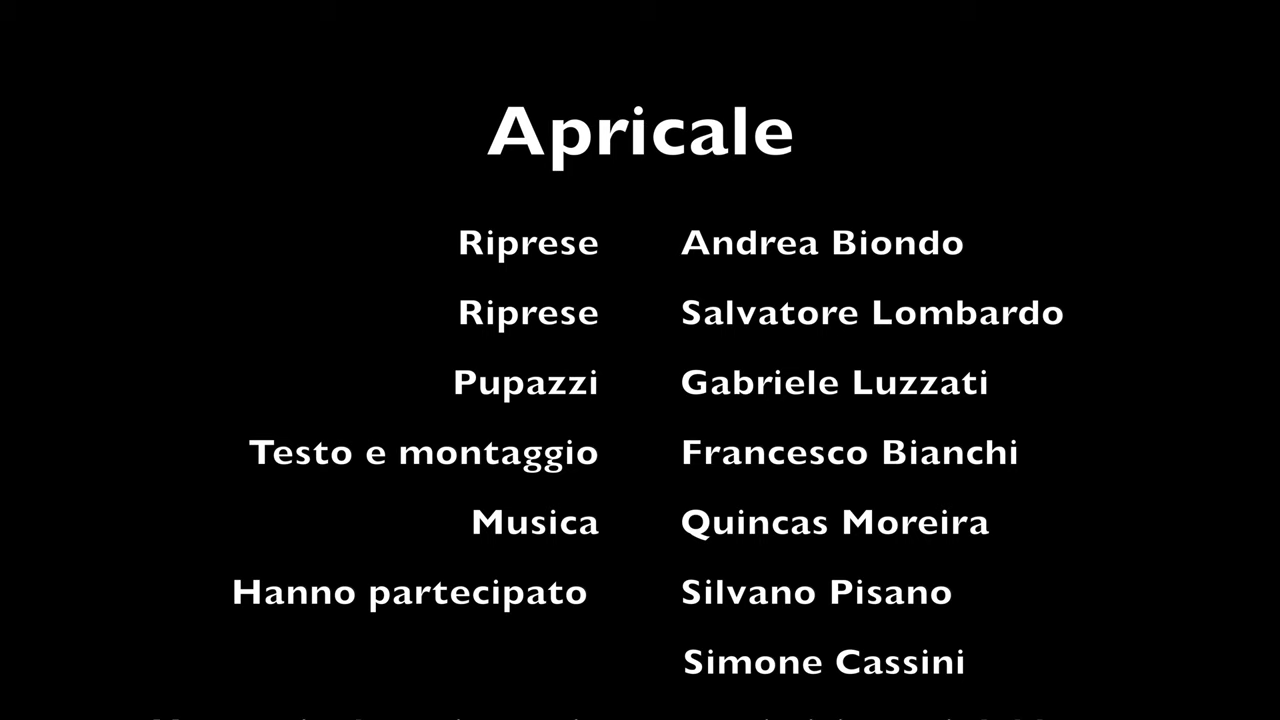 Apricale
Riprese Andrea Biondo
Riprese Salvatore Lombardo
Pupazzi Gabriele Luzzati
Testo e montaggio Francesco Bianchi
Musica Quincas Moreira
Hanno partecipato Silvano Pisano
Simone Cassini